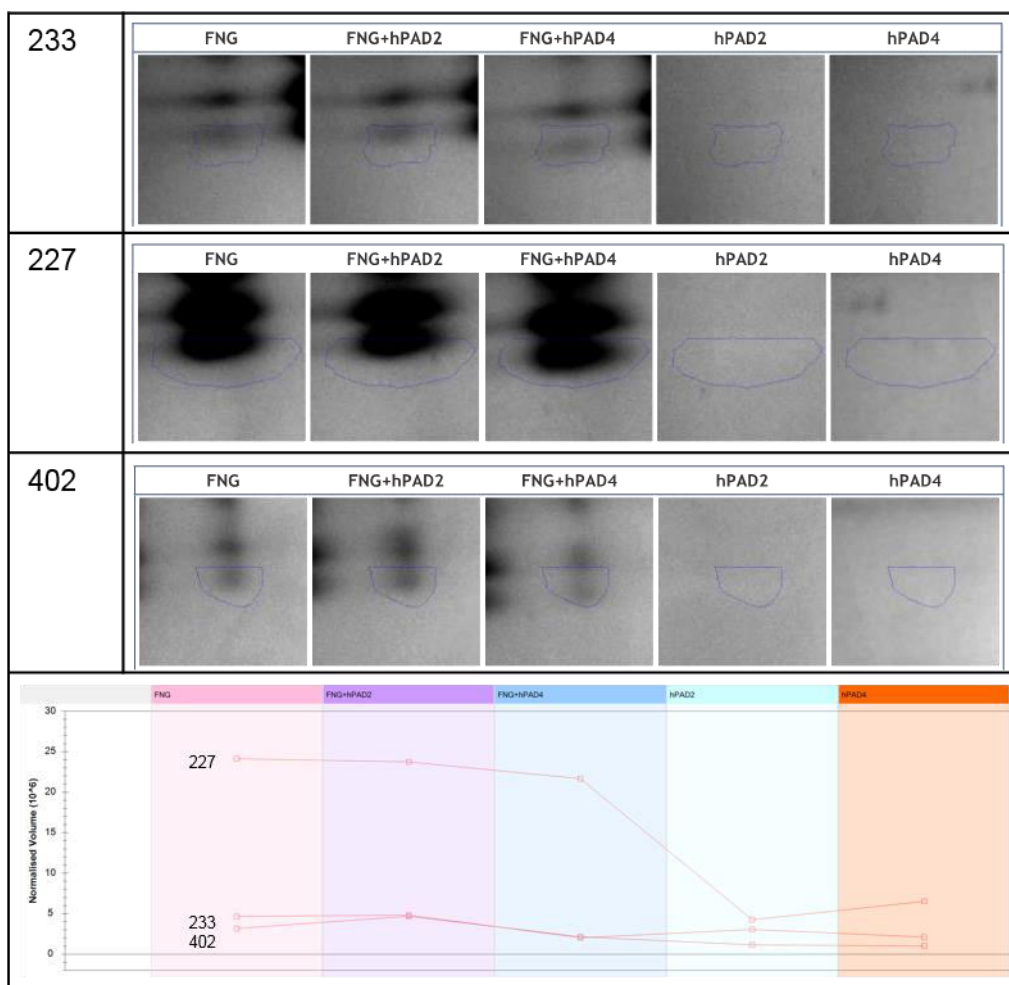 233
FNG FNG+hPAD2 FNG+hPAD4 hPAD2 hPAD4
227
FNG FNG+hPAD2 FNG+hPAD4 hPAD2 hPAD4
402
FNG FNG+hPAD2 FNG+hPAD4 hPAD2 hPAD4
FNG FNG+hPAD2 FNG+hPAD4 hPAD2 hPAD4
Normalised Volume (10^6)
30
25
227
20
15
10
5
233
402
0